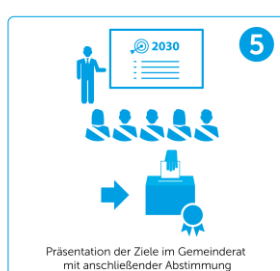 5
2030
Präsentation der Ziele im Gemeinderat
mit anschließender Abstimmung